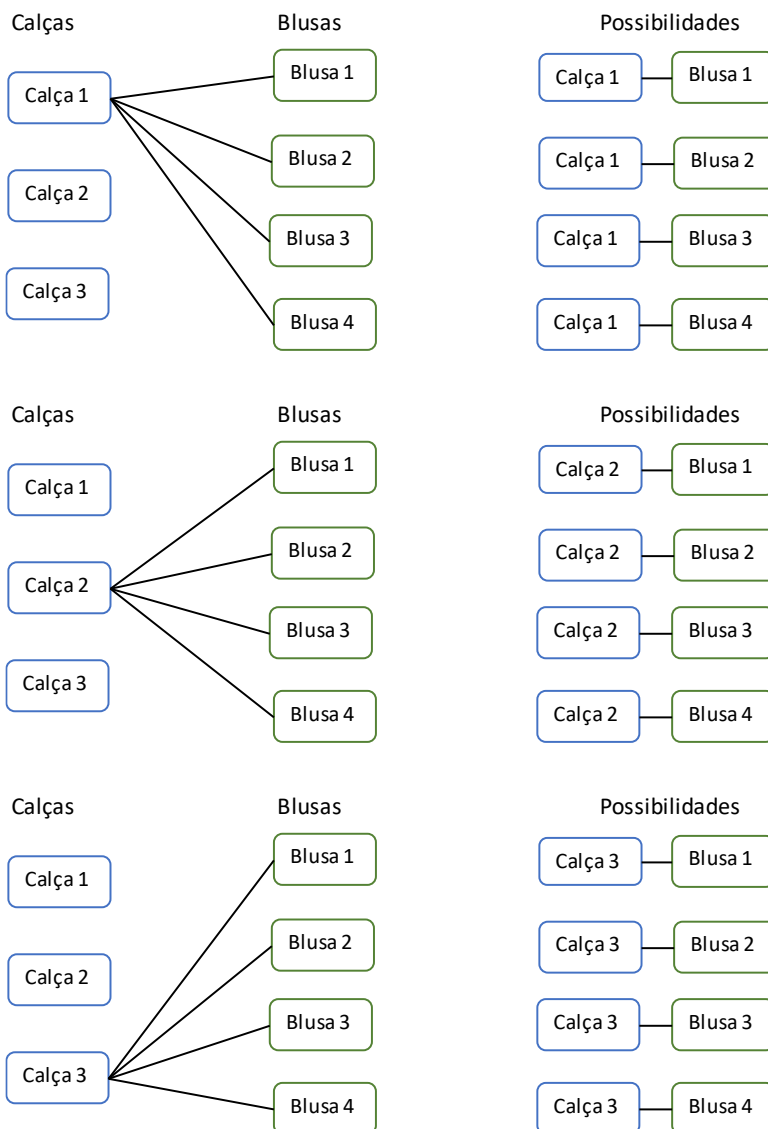 Calças Blusas Possibilidades
Calça 1 Blusa 1 Calça 1 Blusa 1
Blusa 2 Calça 1 Blusa 2
Calça 2
Blusa 3 Calça 1 Blusa 3
Calça 3
Blusa 4 Calça 1 Blusa 4
Calças Blusas Possibilidades
Calça 1 Blusa 1 Calça 2 Blusa 1
Blusa 2 Calça 2 Blusa 2
Calça 2
Blusa 3 Calça 2 Blusa 3
Calça 3
Blusa 4 Calça 2 Blusa 4
Calças Blusas Possibilidades
Calça 1 Blusa 1 Calça 3 Blusa 1
Blusa 2 Calça 3 Blusa 2
Calça 2
Blusa 3 Calça 3 Blusa 3
Calça 3
Blusa 4 Calça 3 Blusa 4